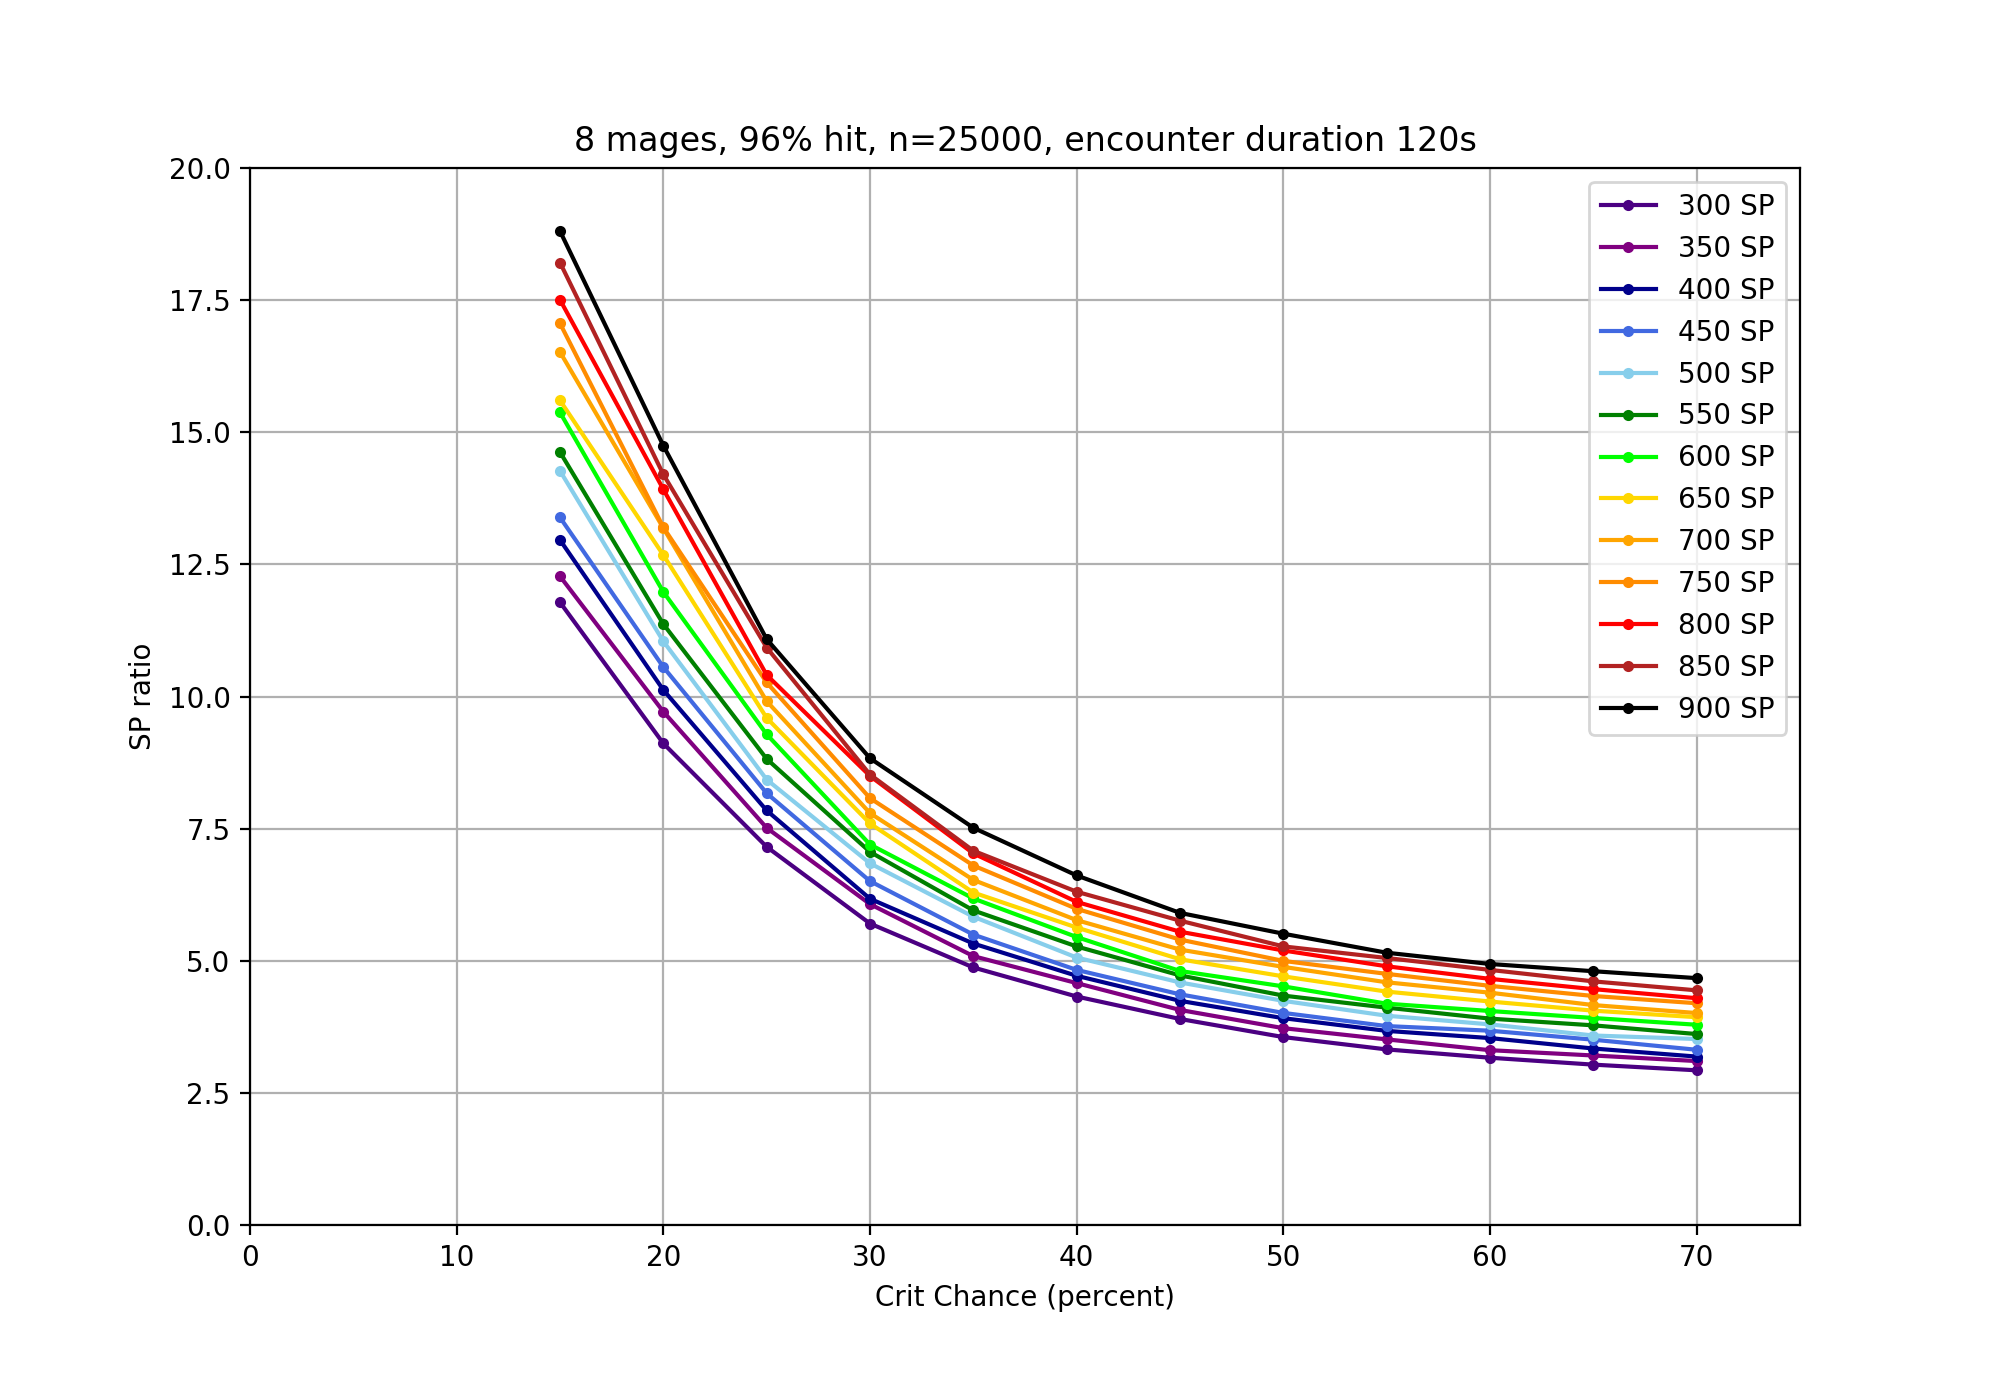 8 mages, 96% hit, n=25000, encounter duration 120s
20.0
17.5
15.0
12.5
10.0
7.5
5.0
2.5
0.0
SP ratio
300 SP
350 SP
400 SP
450 SP
500 SP
550 SP
600 SP
650 SP
700 SP
750 SP
800 SP
850 SP
900 SP
0 10 20 30 40 50 60 70
Crit Chance (percent)